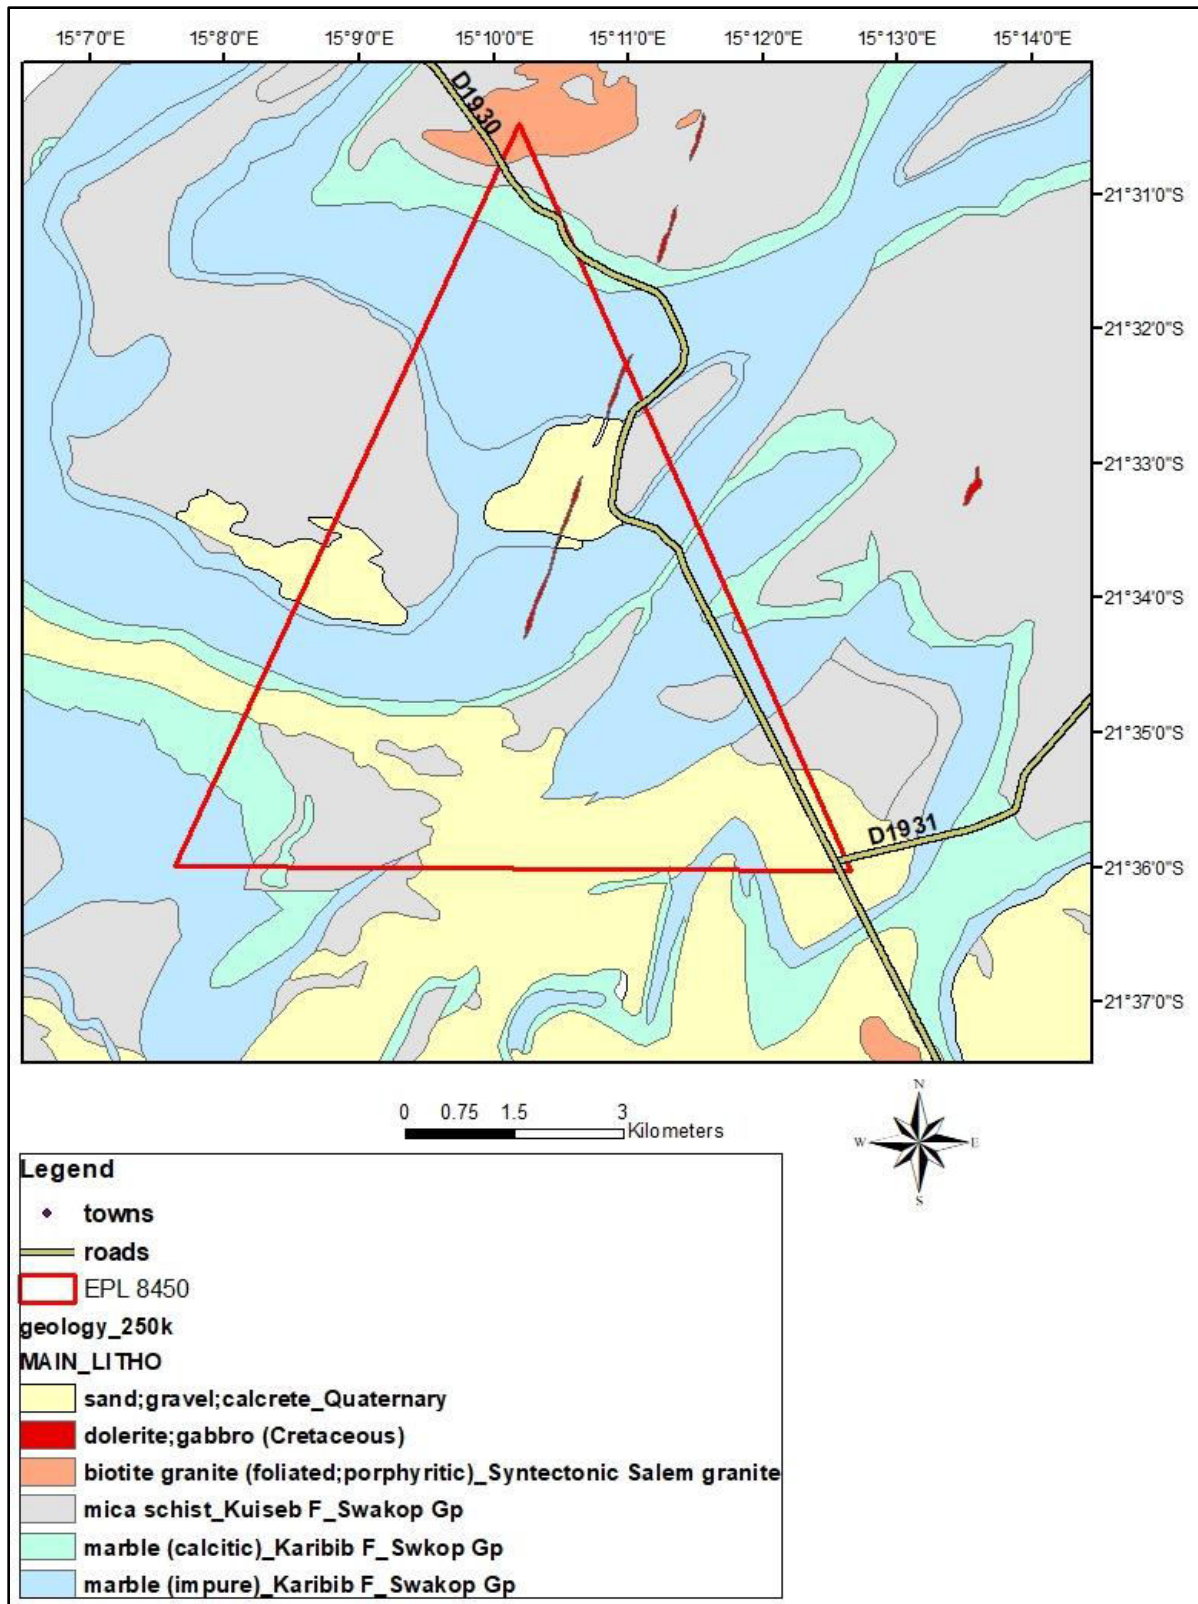 15°7'0"E 15°8'0"E 15°9'0"E 15°10'0"E 15°11'0"E 15°12'0"E 15°13'0"E 15°14'0"E
D1930
21°31'0"S
21°32'0"S
21°33'0"S
21°34'0"S
21°35'0"S
D1931
21°36'0"S
21°37'0"S
0 0.75 1.5 3
Kilometers
N
W E
S
Legend
towns
roads
EPL 8450
geology_250k
MAIN_LITHO
sand;gravel;calcrete_Quaternary
dolerite;gabbro (Cretaceous)
biotite granite (foliated;porphyritic)_Syntectonic Salem granite
mica schist_Kuiseb F_Swakop Gp
marble (calcitic)_Karibib F_Swkop Gp
marble (impure)_Karibib F_Swakop Gp